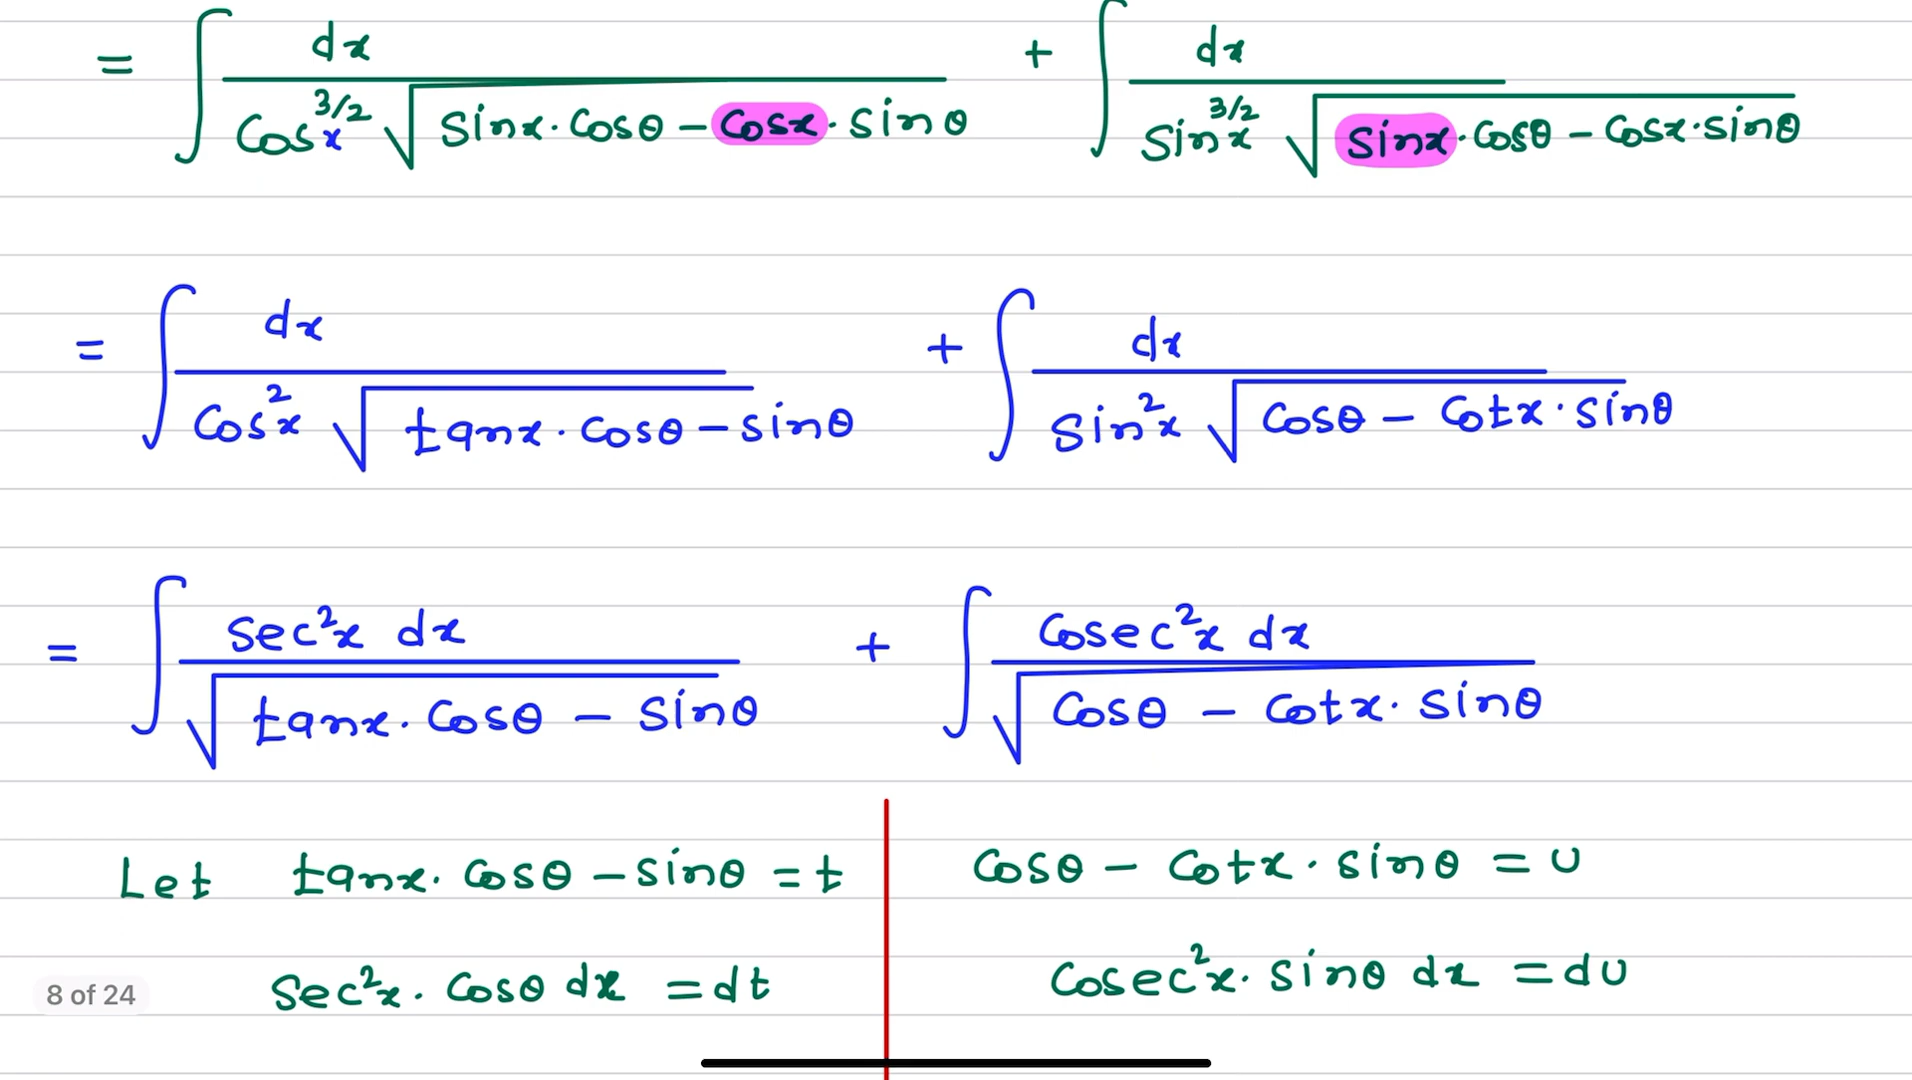 = ∫ dx / (cos^{3/2}x √(sinx·cosθ − cosx·sinθ)) + ∫ dx / (sin^{3/2}x √(sinx·cosθ − cosx·sinθ))
= ∫ dx / (cos²x √(tanx·cosθ − sinθ)) + ∫ dx / (sin²x √(cosθ − cotx·sinθ))
= ∫ sec²x dx / √(tanx·cosθ − sinθ) + ∫ cosec²x dx / √(cosθ − cotx·sinθ)
Let tanx·cosθ − sinθ = t
sec²x·cosθ dx = dt
cosθ − cotx·sinθ = u
cosec²x·sinθ dx = du
8 of 24